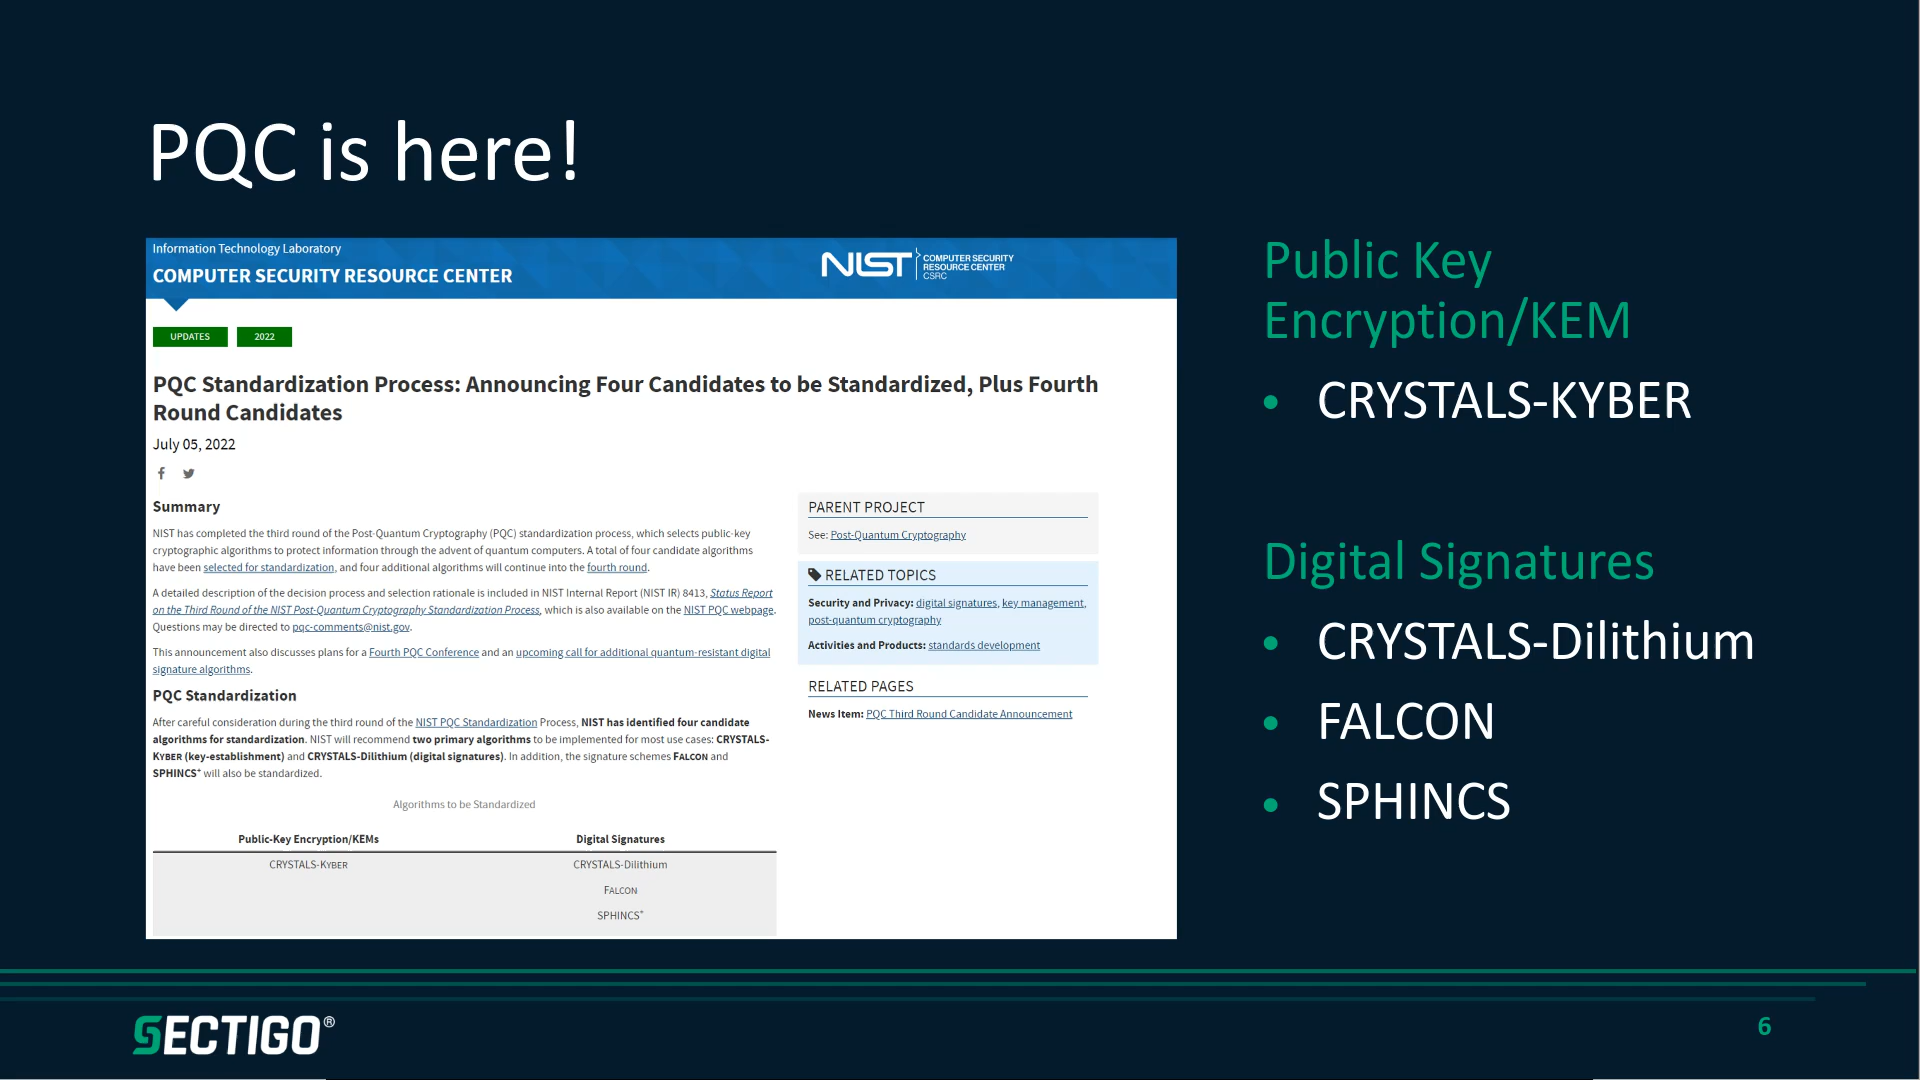 PQC is here!
Information Technology Laboratory
COMPUTER SECURITY RESOURCE CENTER
NIST
COMPUTER SECURITY
RESOURCE CENTER
CSRC
UPDATES
2022
PQC Standardization Process: Announcing Four Candidates to be Standardized, Plus Fourth
Round Candidates
July 05, 2022
Summary
NIST has completed the third round of the Post-Quantum Cryptography (PQC) standardization process, which selects public-key
cryptographic algorithms to protect information through the advent of quantum computers. A total of four candidate algorithms
have been selected for standardization, and four additional algorithms will continue into the fourth round.
A detailed description of the decision process and selection rationale is included in NIST Internal Report (NIST IR) 8413, Status Report
on the Third Round of the NIST Post-Quantum Cryptography Standardization Process, which is also available on the NIST PQC webpage.
Questions may be directed to pqc-comments@nist.gov.
This announcement also discusses plans for a Fourth PQC Conference and an upcoming call for additional quantum-resistant digital
signature algorithms.
PQC Standardization
After careful consideration during the third round of the NIST PQC Standardization Process, NIST has identified four candidate
algorithms for standardization. NIST will recommend two primary algorithms to be implemented for most use cases: CRYSTALS-
KYBER (key-establishment) and CRYSTALS-Dilithium (digital signatures). In addition, the signature schemes FALCON and
SPHINCS+ will also be standardized.
Algorithms to be Standardized
Public-Key Encryption/KEMs
Digital Signatures
CRYSTALS-KYBER
CRYSTALS-Dilithium
FALCON
SPHINCS+
PARENT PROJECT
See: Post-Quantum Cryptography
RELATED TOPICS
Security and Privacy: digital signatures, key management,
post-quantum cryptography
Activities and Products: standards development
RELATED PAGES
News Item: PQC Third Round Candidate Announcement
Public Key
Encryption/KEM
• CRYSTALS-KYBER
Digital Signatures
• CRYSTALS-Dilithium
• FALCON
• SPHINCS
SECTIGO®
6